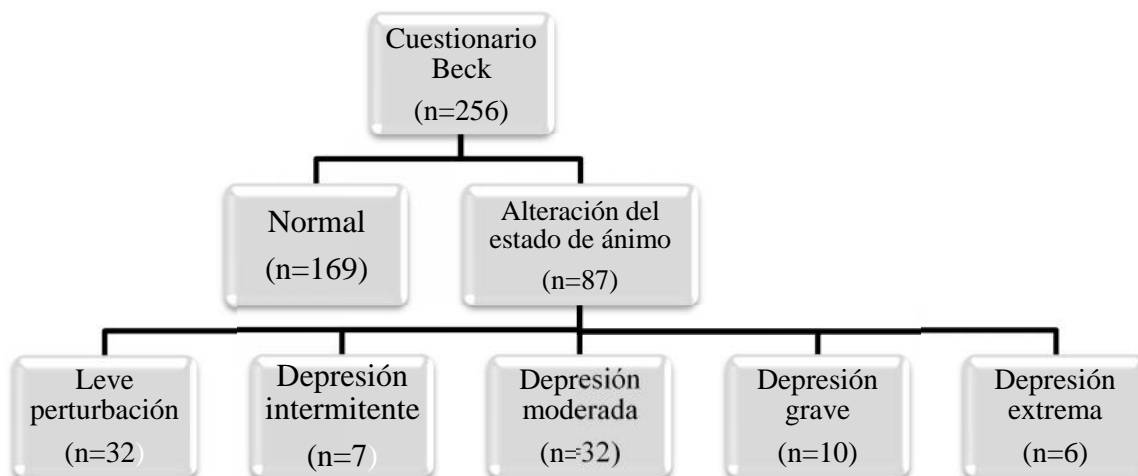 Cuestionario
Beck
(n=256)
Normal
(n=169)
Alteración del
estado de ánimo
(n=87)
Leve
perturbación
(n=32)
Depresión
intermitente
(n=7)
Depresión
moderada
(n=32)
Depresión
grave
(n=10)
Depresión
extrema
(n=6)